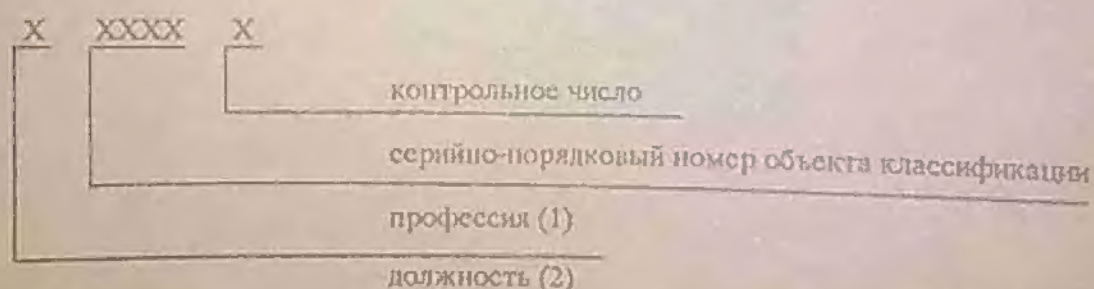 X XXXX X
контрольное число
серийно-порядковый номер объекта классификации
профессия (1)
должность (2)